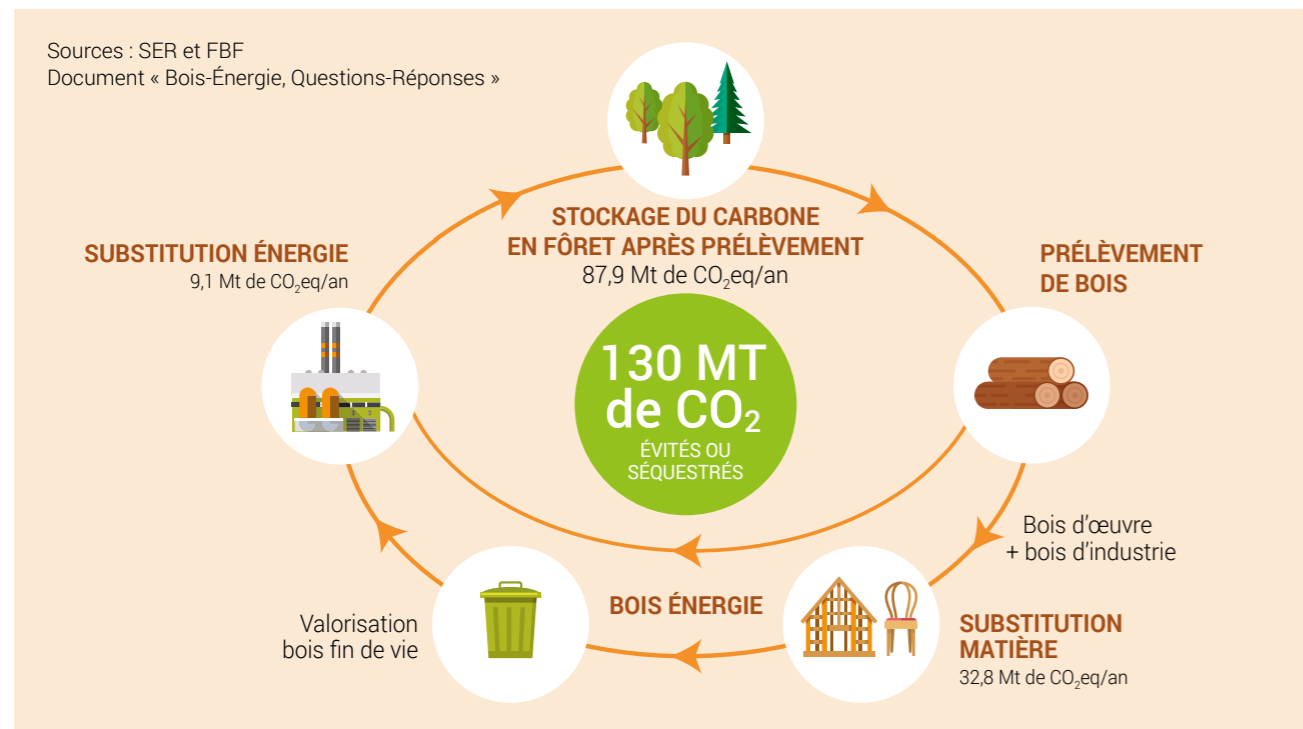 Sources : SER et FBF
Document « Bois-Énergie, Questions-Réponses »
STOCKAGE DU CARBONE
EN FÔRET APRÈS PRÉLÈVEMENT
87,9 Mt de CO₂eq/an
SUBSTITUTION ÉNERGIE
9,1 Mt de CO₂eq/an
PRÉLÈVEMENT
DE BOIS
130 MT
de CO₂
ÉVITÉS OU
SÉQUESTRÉS
Bois d’œuvre
+ bois d’industrie
BOIS ÉNERGIE
Valorisation
bois fin de vie
SUBSTITUTION
MATIÈRE
32,8 Mt de CO₂eq/an